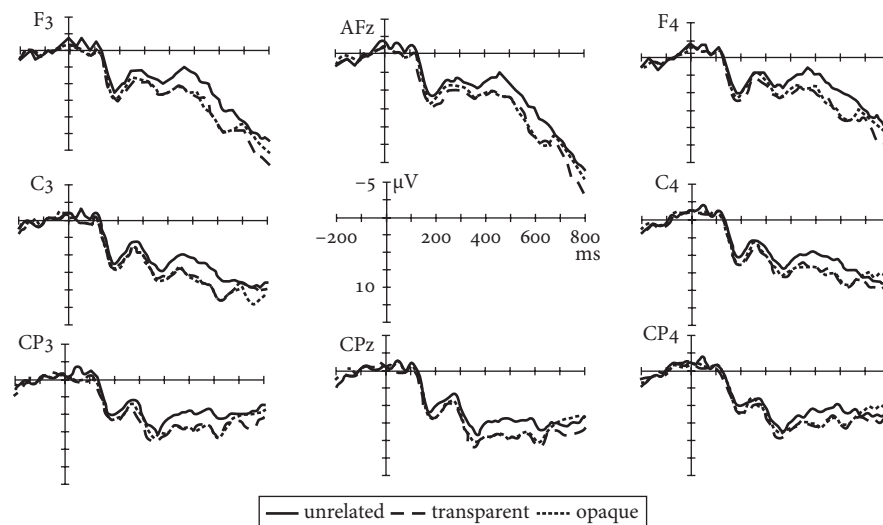 F3 AFz F4
−5 μV
C3 C4
−200 200 400 600 800
ms
10
CP3 CPz CP4
unrelated transparent opaque